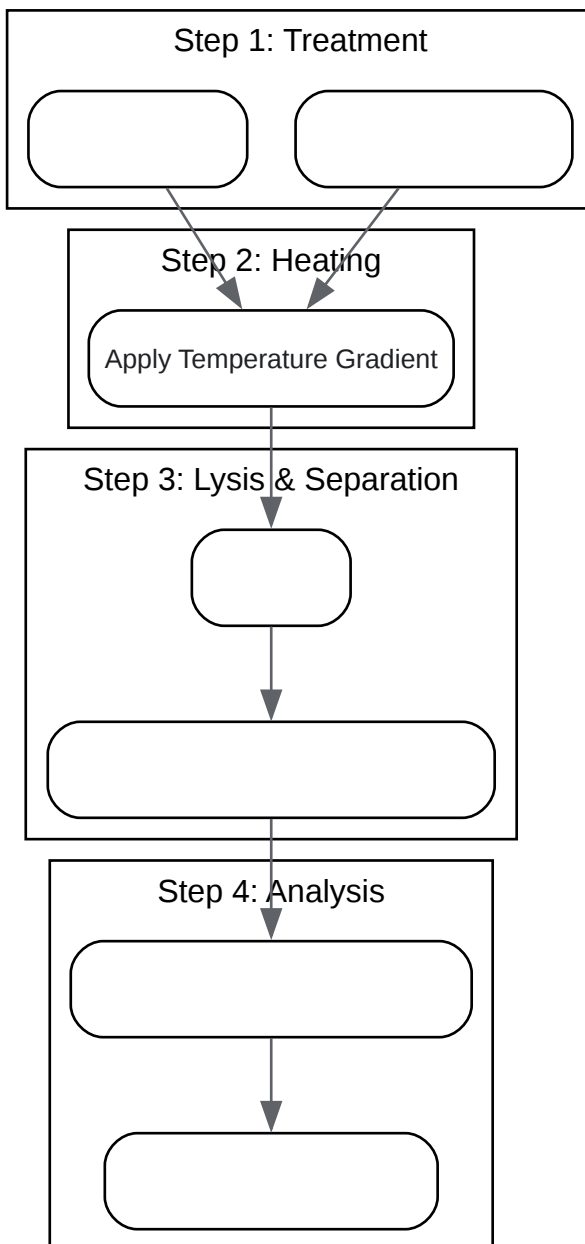 Step 1: Treatment
Step 2: Heating
Apply Temperature Gradient
Step 3: Lysis & Separation
Step 4: Analysis